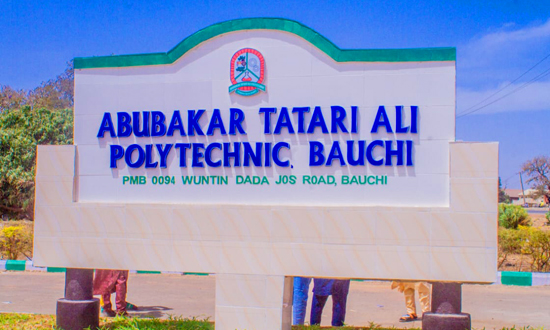 ABUBAKAR TATARI ALI
POLYTECHNIC, BAUCHI
PMB 0094 WUNTIN DADA JOS ROAD, BAUCHI